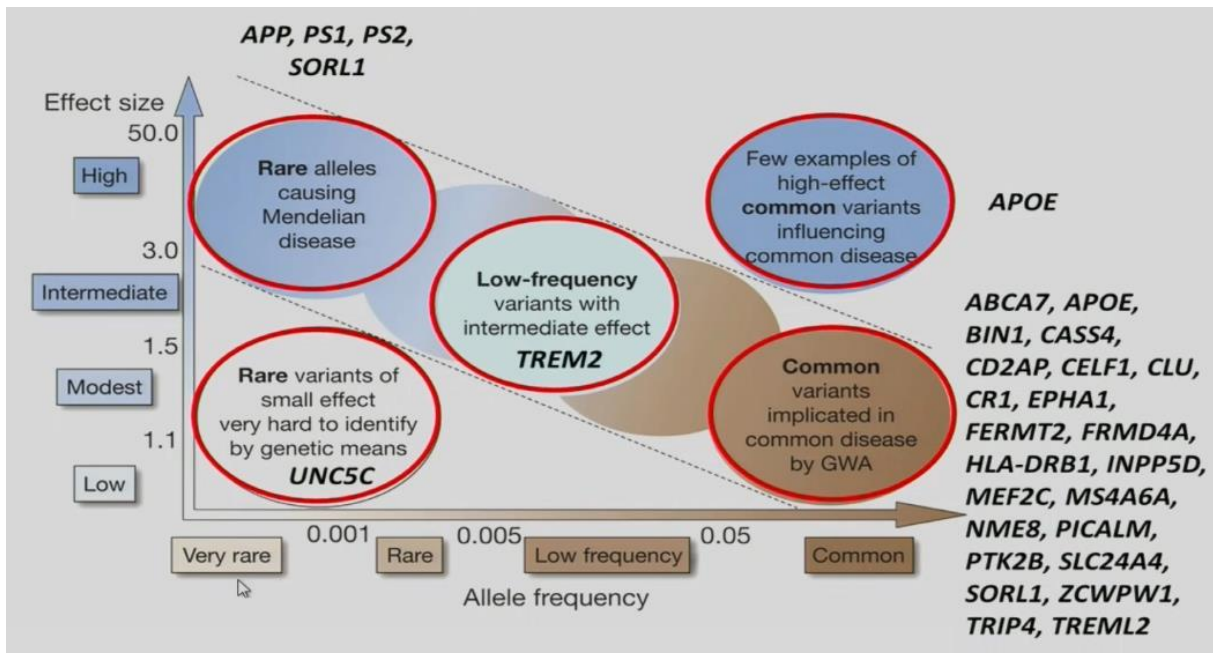 APP, PS1, PS2,
SORL1
Effect size
50.0
High
3.0
Intermediate
1.5
Modest
1.1
Low
Rare alleles
causing
Mendelian
disease
Few examples of
high-effect
common variants
influencing
common disease
APOE
Low-frequency
variants with
intermediate effect
TREM2
Rare variants of
small effect
very hard to identify
by genetic means
UNC5C
Common
variants
implicated in
common disease
by GWA
ABCA7, APOE,
BIN1, CASS4,
CD2AP, CELF1, CLU,
CR1, EPHA1,
FERMT2, FRMD4A,
HLA-DRB1, INPP5D,
MEF2C, MS4A6A,
NME8, PICALM,
PTK2B, SLC24A4,
SORL1, ZCWPW1,
TRIP4, TREML2
0.001
0.005
0.05
Very rare
Rare
Low frequency
Common
Allele frequency